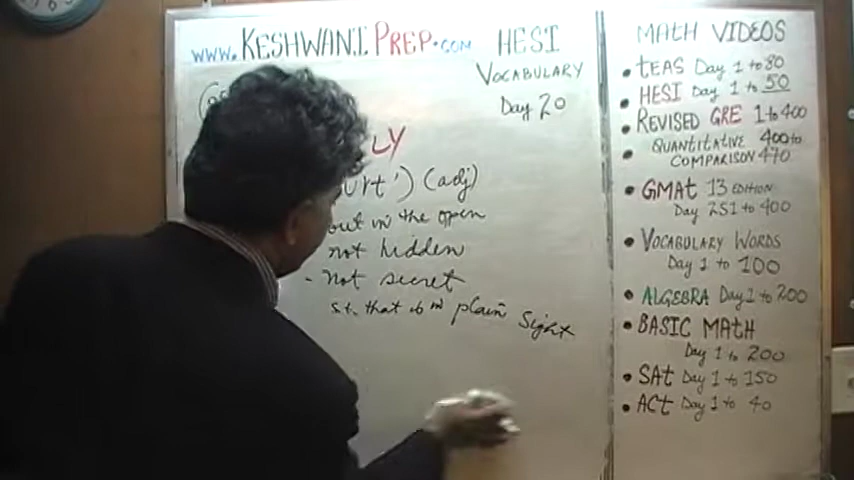 www.KESHWANIPREP.com
HESI
VOCABULARY
Day 20
LY
urt') (adj)
out in the open
not hidden
- not secret
s.t. that is in plain sight
MATH VIDEOS
• TEAS Day 1 to 80
• HESI Day 1 to 50
• REVISED GRE 1 to 400
• QUANTITATIVE 400 to
COMPARISON 470
• GMAT 13 EDITION
Day 251 to 400
• VOCABULARY WORDS
Day 1 to 100
• ALGEBRA Day 1 to 200
• BASIC MATH
Day 1 to 200
• SAT Day 1 to 150
• ACT Day 1 to 40